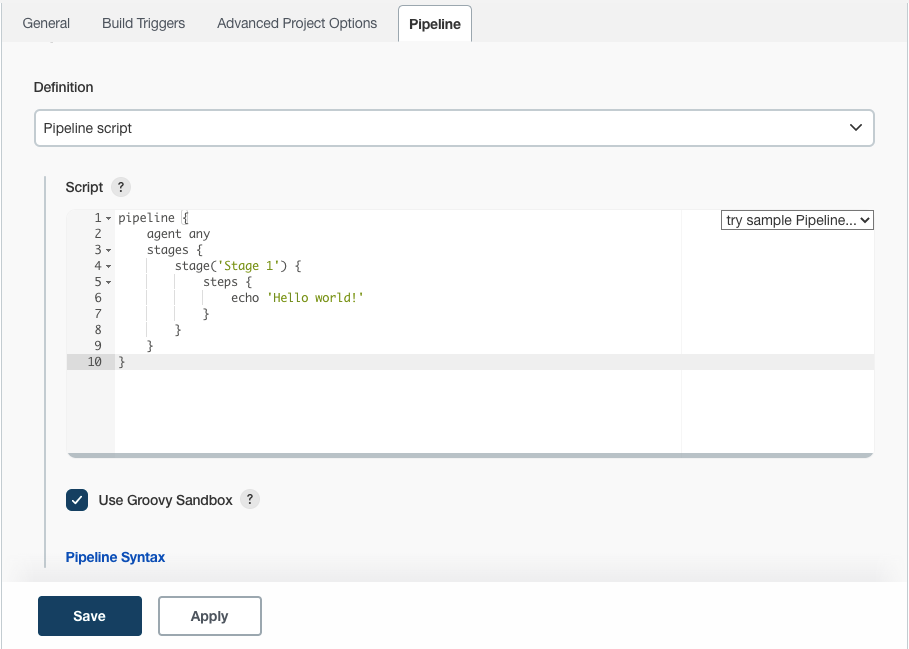 General Build Triggers Advanced Project Options Pipeline
Definition
Pipeline script
Script ?
try sample Pipeline...
1 pipeline {
2     agent any
3     stages {
4         stage('Stage 1') {
5             steps {
6                 echo 'Hello world!'
7             }
8         }
9     }
10 }
Use Groovy Sandbox ?
Pipeline Syntax
Save Apply